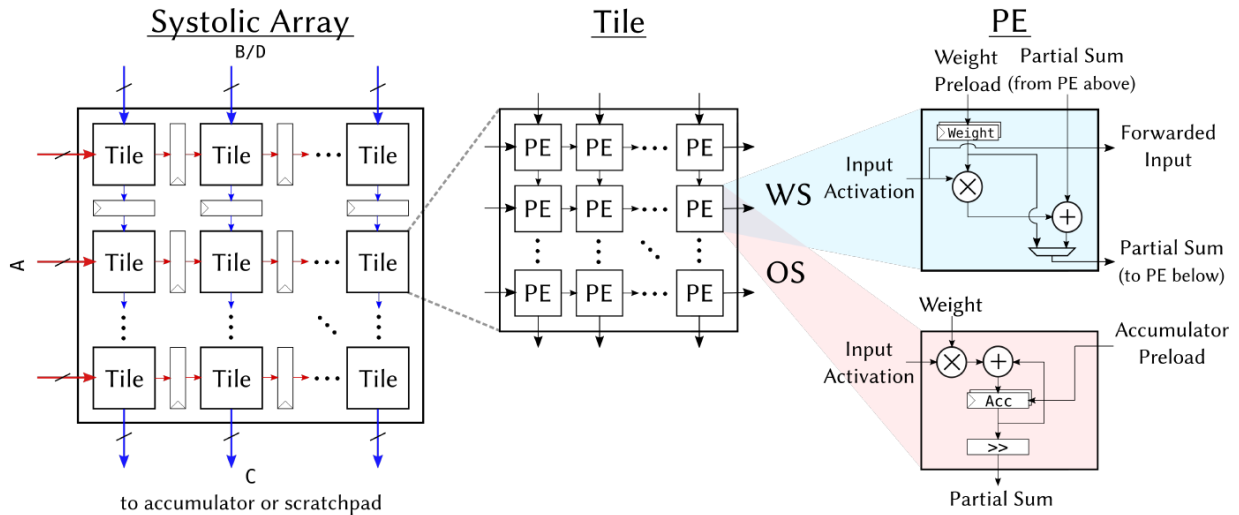 Systolic Array
B/D
Tile Tile ••• Tile
A
Tile Tile ••• Tile
Tile Tile ••• Tile
C
to accumulator or scratchpad
Tile
PE PE ••• PE
PE PE ••• PE
PE PE ••• PE
WS
OS
PE
Weight
Preload
Partial Sum
(from PE above)
Weight
Input
Activation
×
+
Forwarded
Input
Partial Sum
(to PE below)
Weight
Input
Activation
×
+
Accumulator
Preload
Acc
>>
Partial Sum